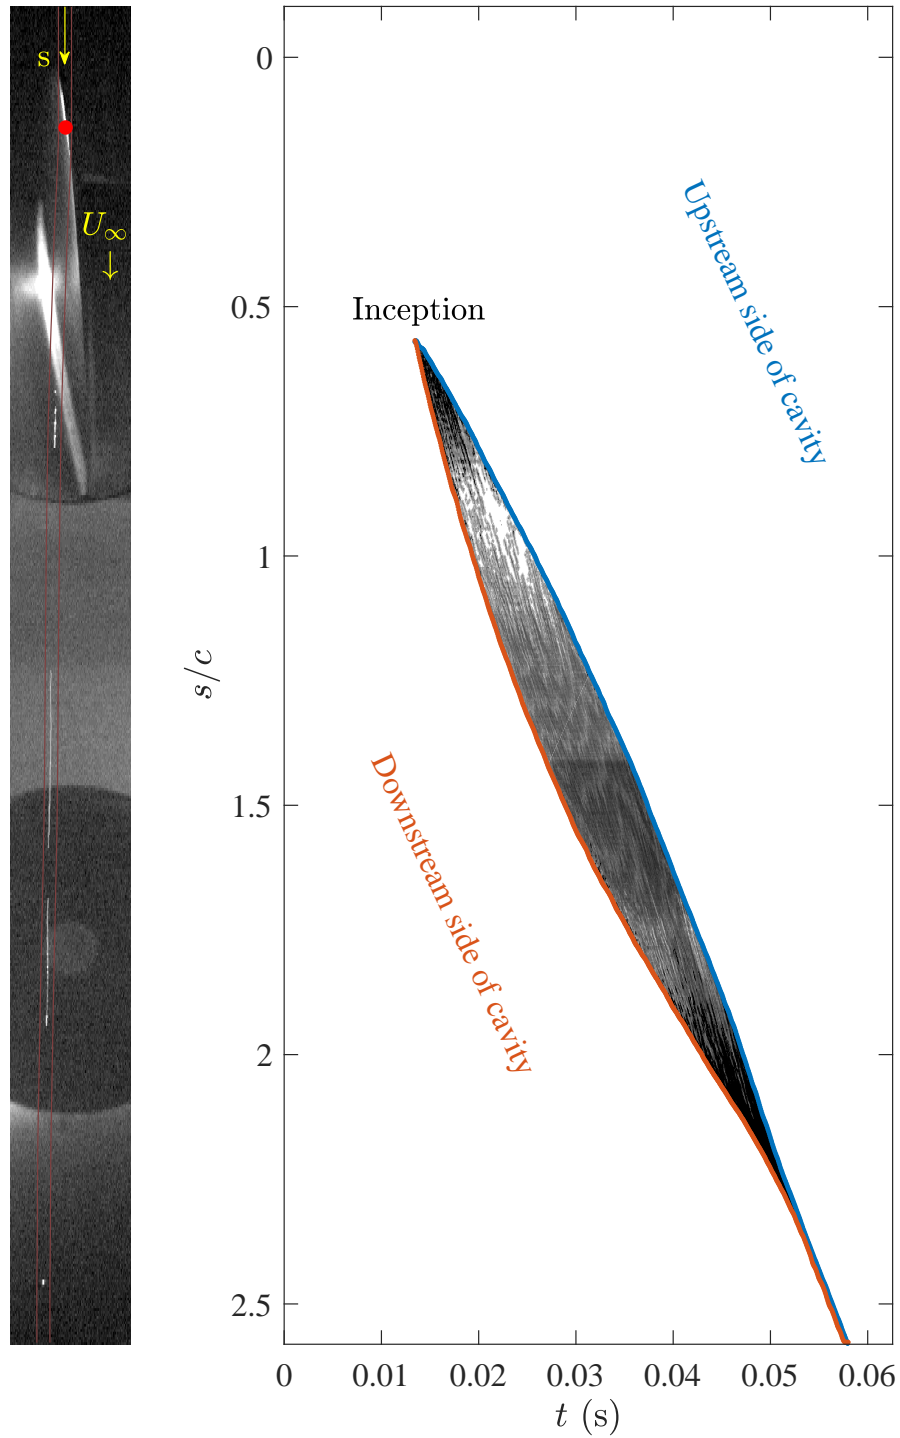 s
U∞
0
0.5
1
1.5
2
2.5
s/c
Inception
Upstream side of cavity
Downstream side of cavity
0 0.01 0.02 0.03 0.04 0.05 0.06
t (s)